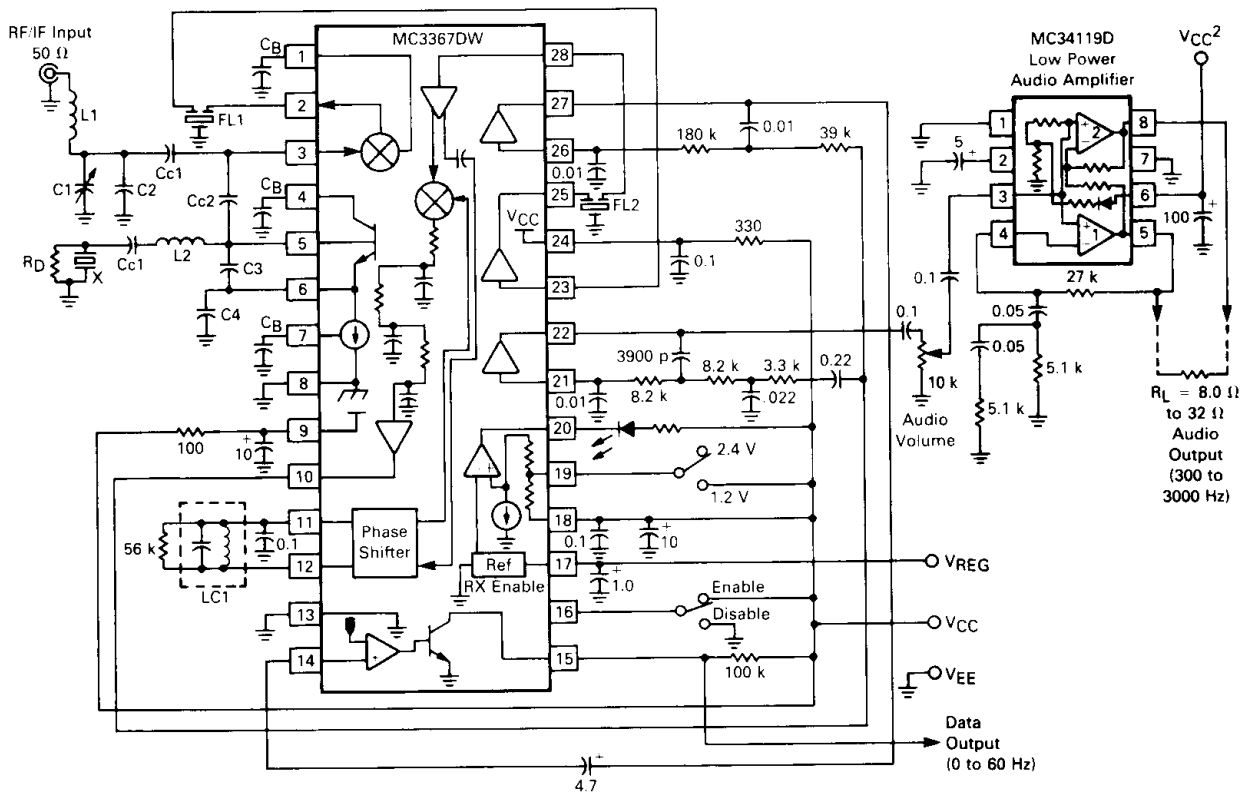 RF/IF Input
50 Ω
L1
C1
C2
Cc1
Cc2
FL1
RD
X
Cc1
L2
C3
C4
CB
CB
CB
MC3367DW
1
2
3
4
5
6
7
8
9
10
11
12
13
14
28
27
26
25
24
23
22
21
20
19
18
17
16
15
VCC
+
+
Phase
Shifter
Ref
RX Enable
100
+
10
56 k
0.1
LC1
180 k
0.01
39 k
0.01
FL2
330
0.1
3900 p
8.2 k
3.3 k
0.22
0.01
8.2 k
.022
2.4 V
1.2 V
0.1
+
10
+
1.0
Enable
Disable
100 k
4.7
+
0.1
10 k
Audio
Volume
0.1
MC34119D
Low Power
Audio Amplifier
VCC2
1
2
3
4
8
7
6
5
5
+
+
-
2
+
-
1
100
+
27 k
0.05
0.05
5.1 k
5.1 k
RL = 8.0 Ω
to 32 Ω
Audio
Output
(300 to
3000 Hz)
VREG
VCC
VEE
Data
Output
(0 to 60 Hz)